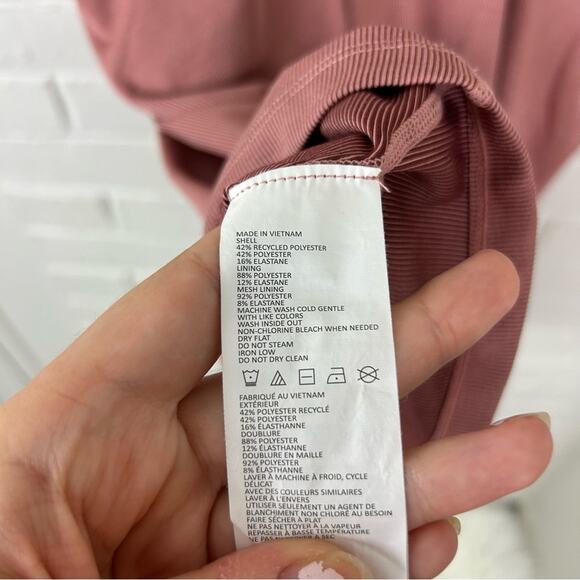 MADE IN VIETNAM
SHELL
42% RECYCLED POLYESTER
42% POLYESTER
16% ELASTANE
LINING
88% POLYESTER
12% ELASTANE
MESH LINING
92% POLYESTER
8% ELASTANE
MACHINE WASH COLD GENTLE
WITH LIKE COLORS
WASH INSIDE OUT
NON-CHLORINE BLEACH WHEN NEEDED
DRY FLAT
DO NOT STEAM
IRON LOW
DO NOT DRY CLEAN
FABRIQUÉ AU VIETNAM
EXTÉRIEUR
42% POLYESTER RECYCLÉ
42% POLYESTER
16% ÉLASTHANNE
DOUBLURE
88% POLYESTER
12% ÉLASTHANNE
DOUBLURE EN MAILLE
92% POLYESTER
8% ÉLASTHANNE
LAVER À MACHINE À FROID, CYCLE
DÉLICAT
AVEC DES COULEURS SIMILAIRES
LAVER À L'ENVERS
SEULEMENT UTILISER UN AGENT DE
BLANCHIMENT NON CHLORÉ AU BESOIN
FAIRE SÉCHER À PLAT
NE PAS NETTOYER À LA VAPEUR
REPASSER À BASSE TEMPÉRATURE
NE PAS NETTOYER À SEC